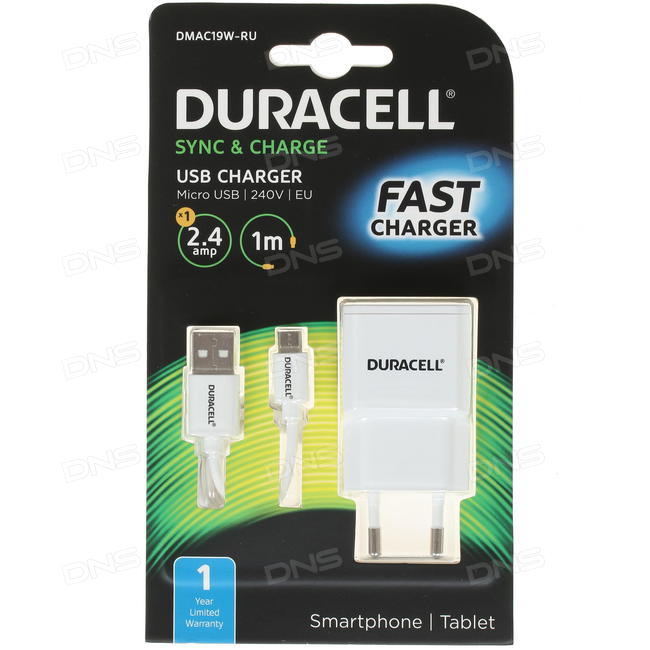 DMAC19W-RU
DURACELL®
SYNC & CHARGE
USB CHARGER
Micro USB | 240V | EU
x1
2.4
amp
1m
FAST
CHARGER
DURACELL®
DURACELL®
DURACELL®
1
Year
Limited
Warranty
Smartphone | Tablet
DNS